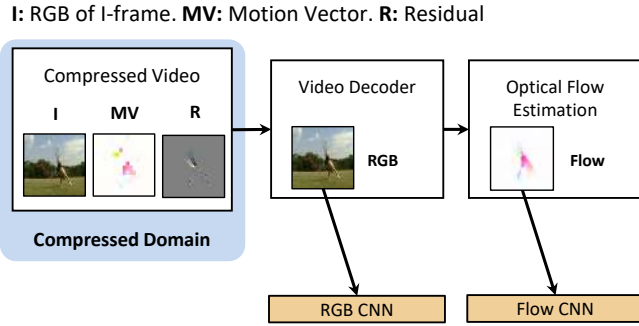 I: RGB of I-frame. MV: Motion Vector. R: Residual
Compressed Video
I MV R
Compressed Domain
Video Decoder
RGB
Optical Flow
Estimation
Flow
RGB CNN
Flow CNN